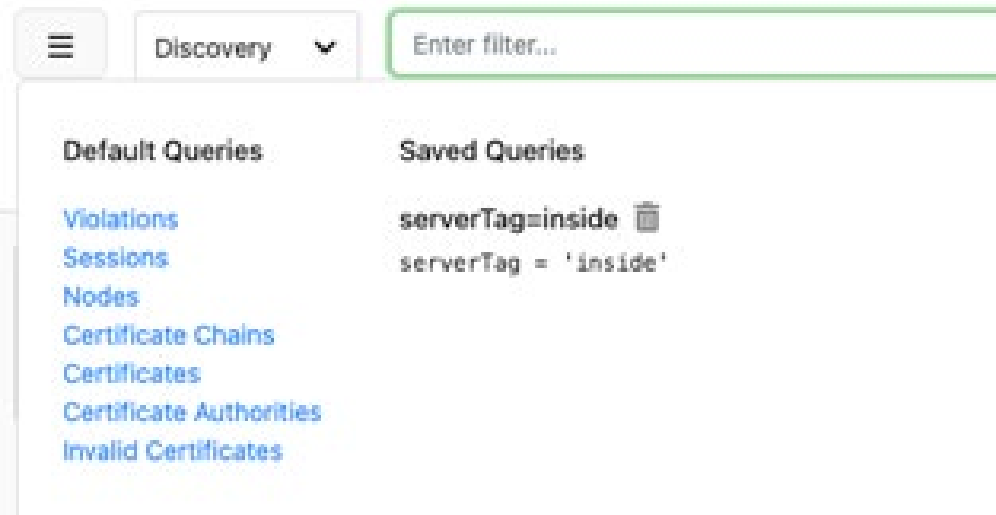 Discovery
Enter filter...
Default Queries
Violations
Sessions
Nodes
Certificate Chains
Certificates
Certificate Authorities
Invalid Certificates
Saved Queries
serverTag=inside
serverTag = 'inside'